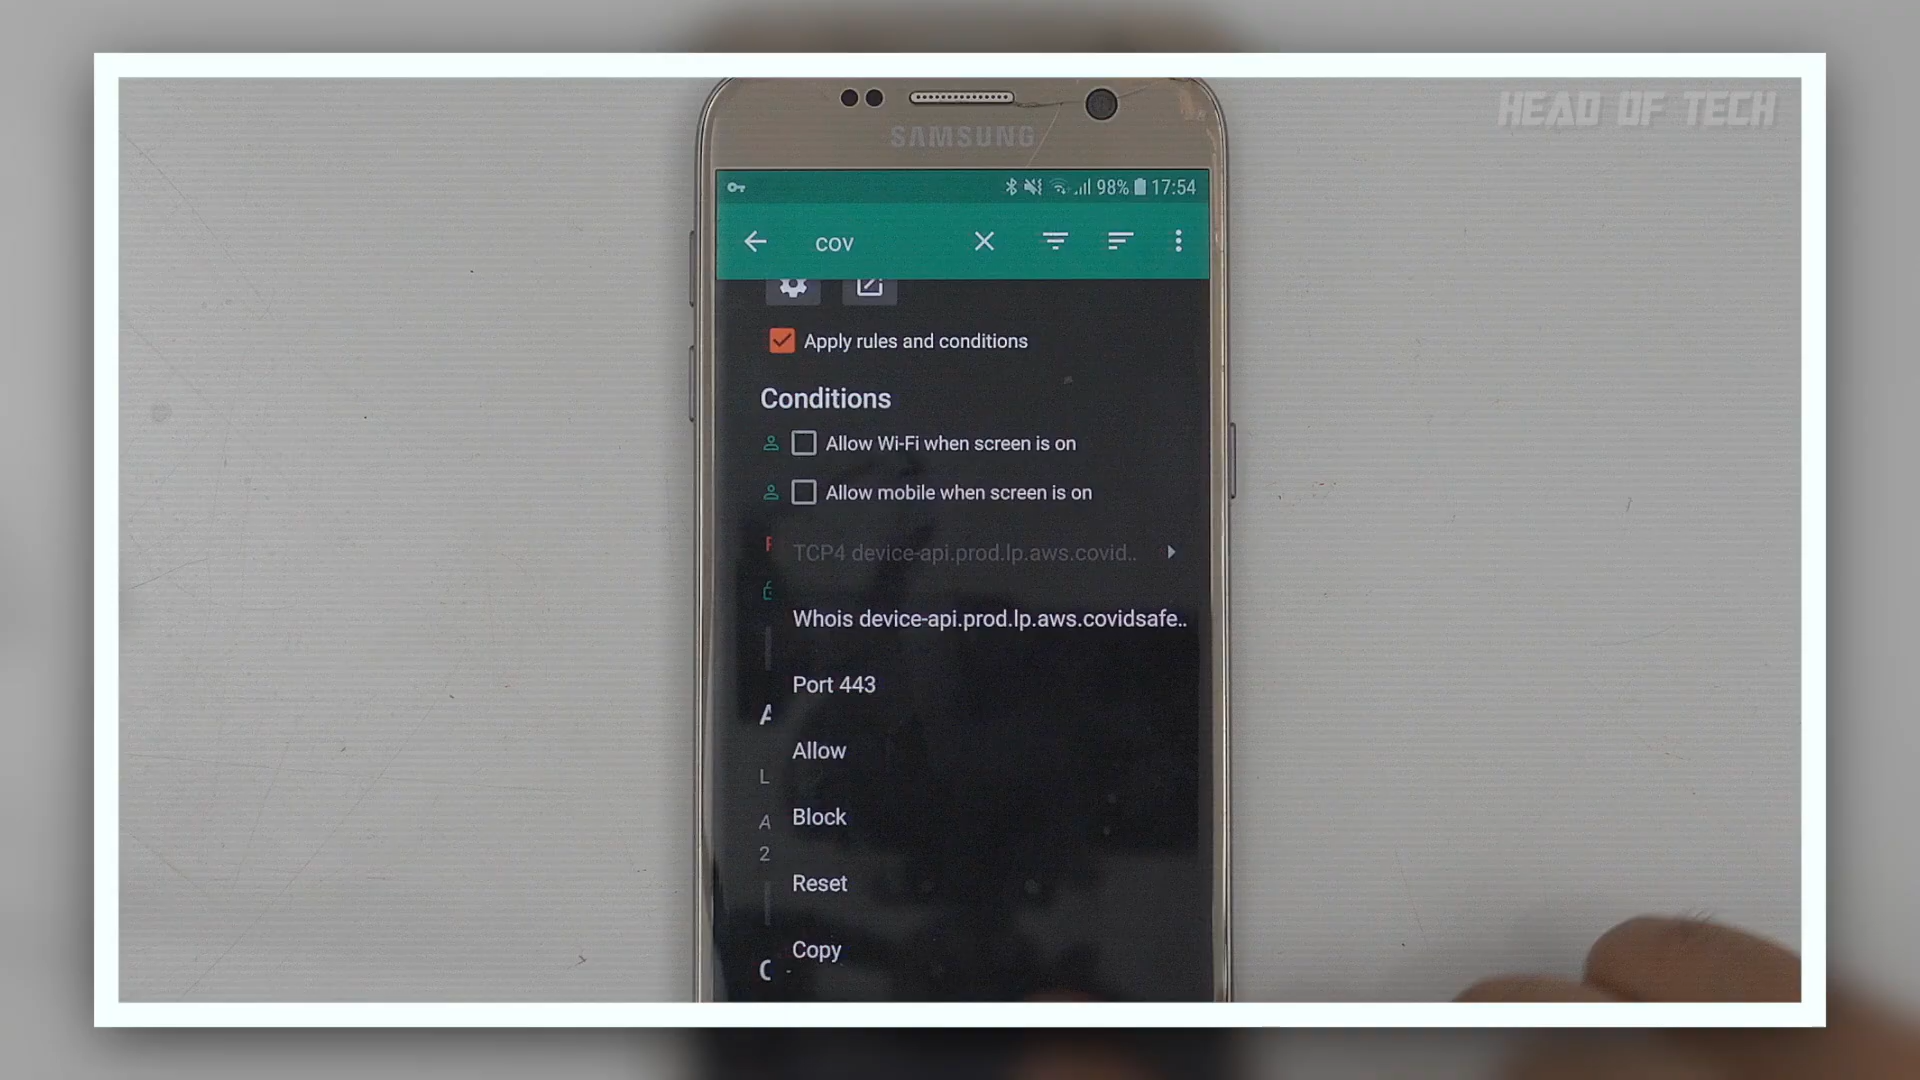 HEAD OF TECH
SAMSUNG
98% 17:54
cov
Apply rules and conditions
Conditions
Allow Wi-Fi when screen is on
Allow mobile when screen is on
TCP4 device-api.prod.lp.aws.covid..
Whois device-api.prod.lp.aws.covidsafe..
Port 443
A
Allow
L
Block
A
2
Reset
Copy